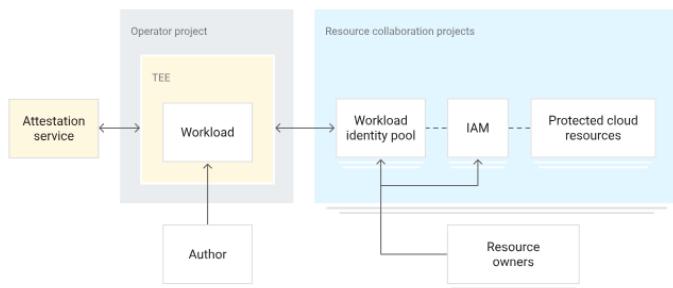 Operator project
Resource collaboration projects
TEE
Attestation
service
Workload
Workload
identity pool
IAM
Protected cloud
resources
Author
Resource
owners